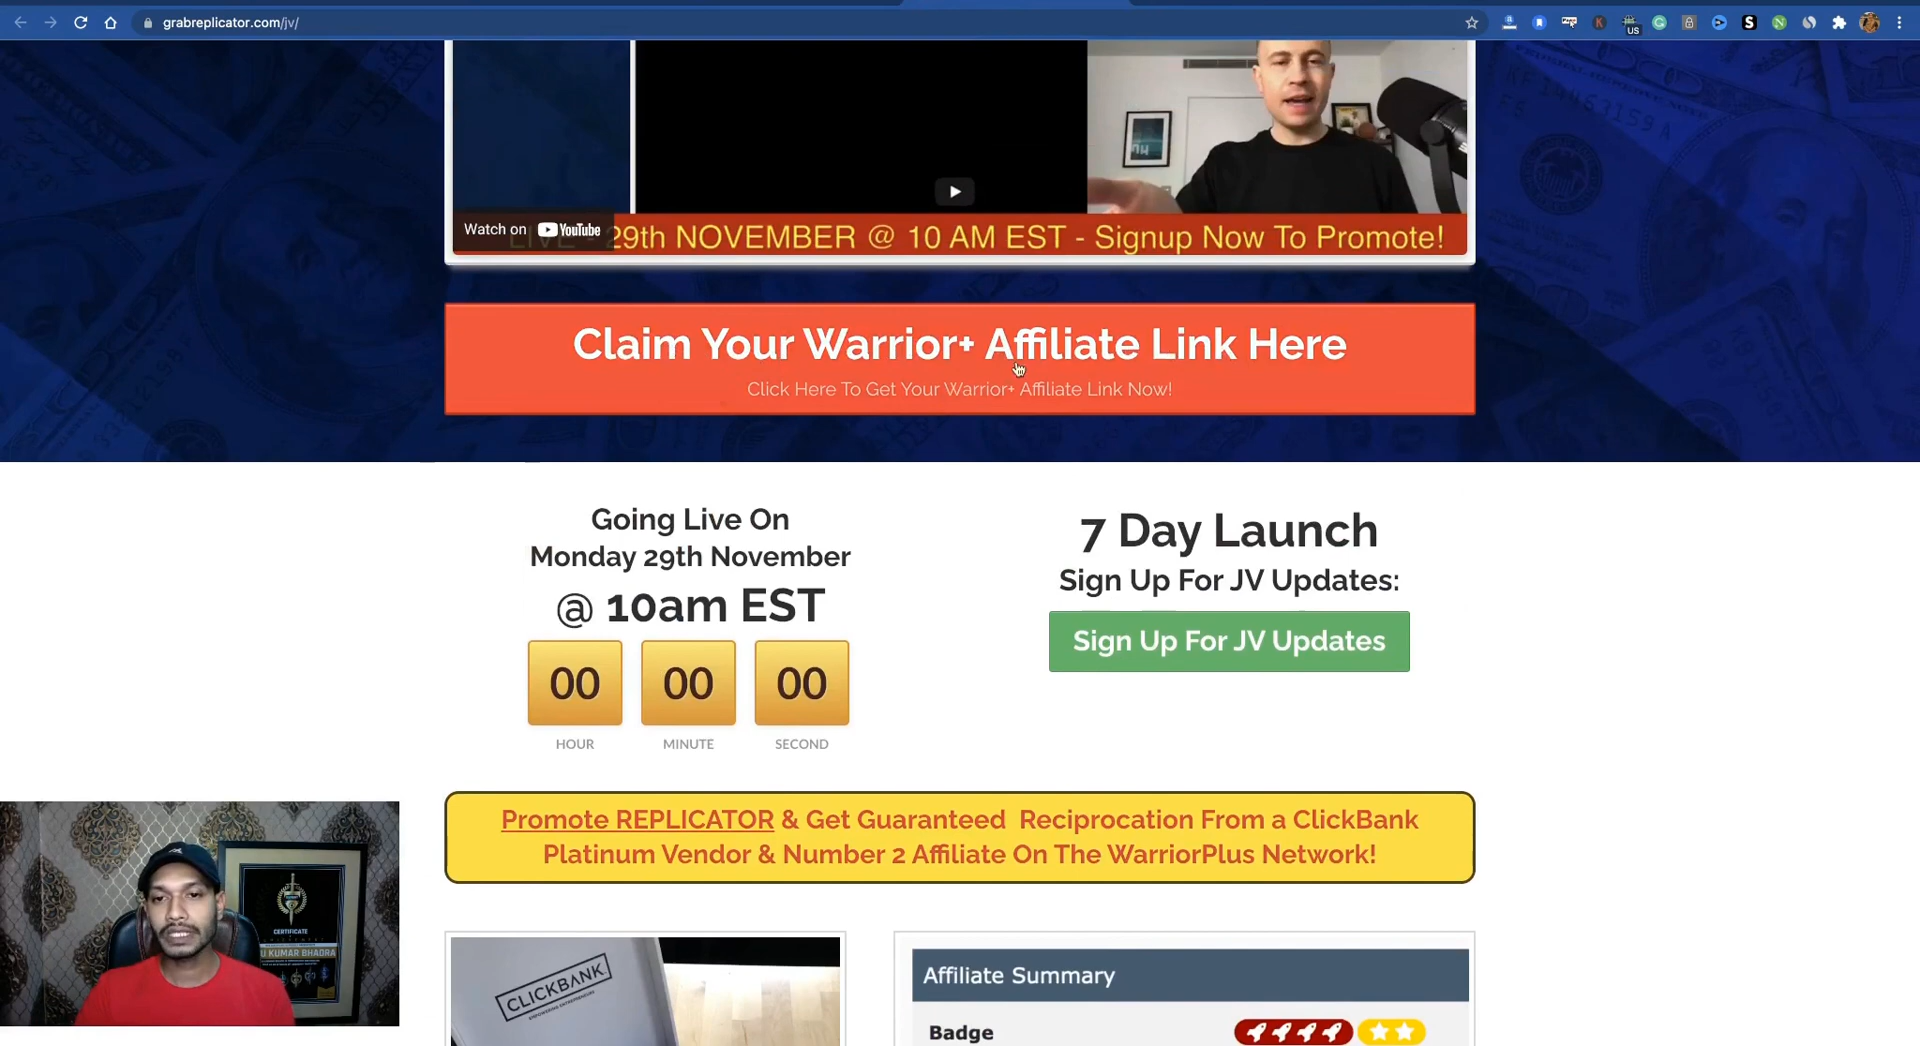 grabreplicator.com/jv/
US
Watch on YouTube
29th NOVEMBER @ 10 AM EST - Signup Now To Promote!
Claim Your Warrior+ Affiliate Link Here
Click Here To Get Your Warrior+ Affiliate Link Now!
Going Live On
Monday 29th November
@ 10am EST
00 00 00
HOUR MINUTE SECOND
7 Day Launch
Sign Up For JV Updates:
Sign Up For JV Updates
Promote REPLICATOR & Get Guaranteed Reciprocation From a ClickBank
Platinum Vendor & Number 2 Affiliate On The WarriorPlus Network!
CERTIFICATE
U KUMAR BHADRA
CLICKBANK
Affiliate Summary
Badge